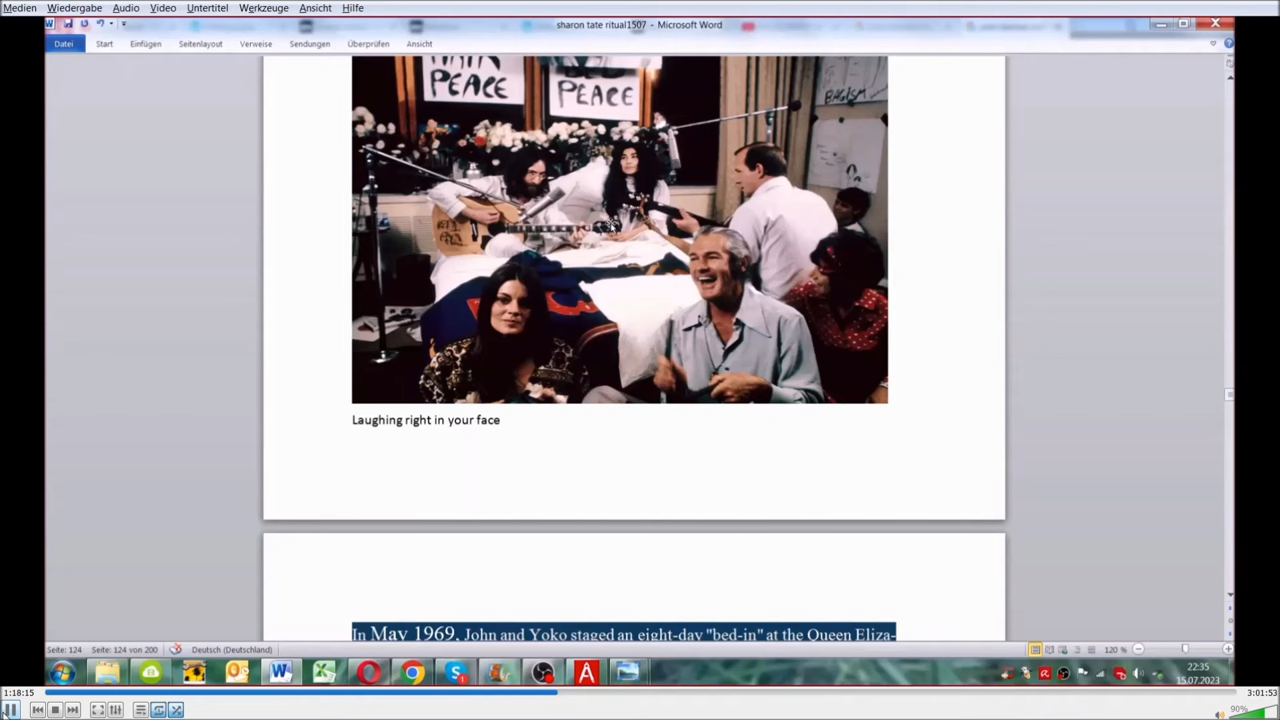 Medien Wiedergabe Audio Video Untertitel Werkzeuge Ansicht Hilfe
sharon tate ritual1507 - Microsoft Word
Datei Start Einfügen Seitenlayout Verweise Sendungen Überprüfen Ansicht
PEACE
PEACE
BAGISM
Laughing right in your face
In May 1969, John and Yoko staged an eight-day "bed-in" at the Queen Eliza-
Seite: 124 Seite: 124 von 200 Deutsch (Deutschland) 120 %
22:35
15.07.2023
1:18:15 3:01:53
90%